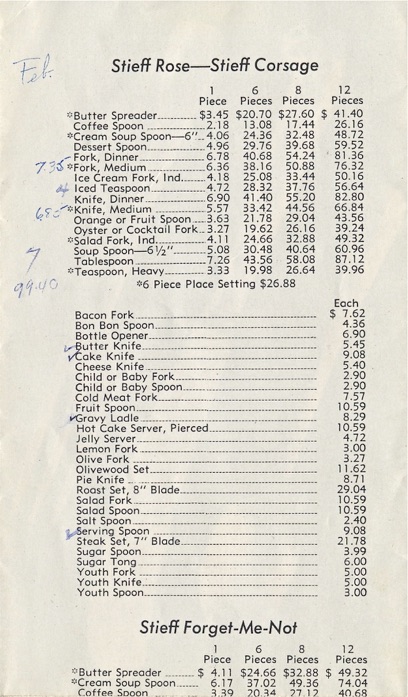 Feb.
Stieff Rose—Stieff Corsage
1 6 8 12
Piece Pieces Pieces Pieces
*Butter Spreader $3.45 $20.70 $27.60 $ 41.40
Coffee Spoon 2.18 13.08 17.44 26.16
*Cream Soup Spoon—6" 4.06 24.36 32.48 48.72
Dessert Spoon 4.96 29.76 39.68 59.52
Fork, Dinner 6.78 40.68 54.24 81.36
7.35 *Fork, Medium 6.36 38.16 50.88 76.32
Ice Cream Fork, Ind. 4.18 25.08 33.44 50.16
Iced Teaspoon 4.72 28.32 37.76 56.64
Knife, Dinner 6.90 41.40 55.20 82.80
685 *Knife, Medium 5.57 33.42 44.56 66.84
Orange or Fruit Spoon 3.63 21.78 29.04 43.56
Oyster or Cocktail Fork 3.27 19.62 26.16 39.24
*Salad Fork, Ind. 4.11 24.66 32.88 49.32
Soup Spoon—6½" 5.08 30.48 40.64 60.96
Tablespoon 7.26 43.56 58.08 87.12
*Teaspoon, Heavy 3.33 19.98 26.64 39.96
7
99.40
*6 Piece Place Setting $26.88
Each
Bacon Fork $ 7.62
Bon Bon Spoon 4.36
Bottle Opener 6.90
Butter Knife 5.45
Cake Knife 9.08
Cheese Knife 5.40
Child or Baby Fork 2.90
Child or Baby Spoon 2.90
Cold Meat Fork 7.57
Fruit Spoon 10.59
Gravy Ladle 8.29
Hot Cake Server, Pierced 10.59
Jelly Server 4.72
Lemon Fork 3.00
Olive Fork 3.27
Olivewood Set 11.62
Pie Knife 8.71
Roast Set, 8" Blade 29.04
Salad Fork 10.59
Salad Spoon 10.59
Salt Spoon 2.40
Serving Spoon 9.08
Steak Set, 7" Blade 21.78
Sugar Spoon 3.99
Sugar Tong 6.00
Youth Fork 5.00
Youth Knife 5.00
Youth Spoon 3.00
Stieff Forget-Me-Not
1 6 8 12
Piece Pieces Pieces Pieces
*Butter Spreader $ 4.11 $24.66 $32.88 $ 49.32
*Cream Soup Spoon 6.17 37.02 49.36 74.04
Coffee Spoon 3.39 20.34 27.12 40.68